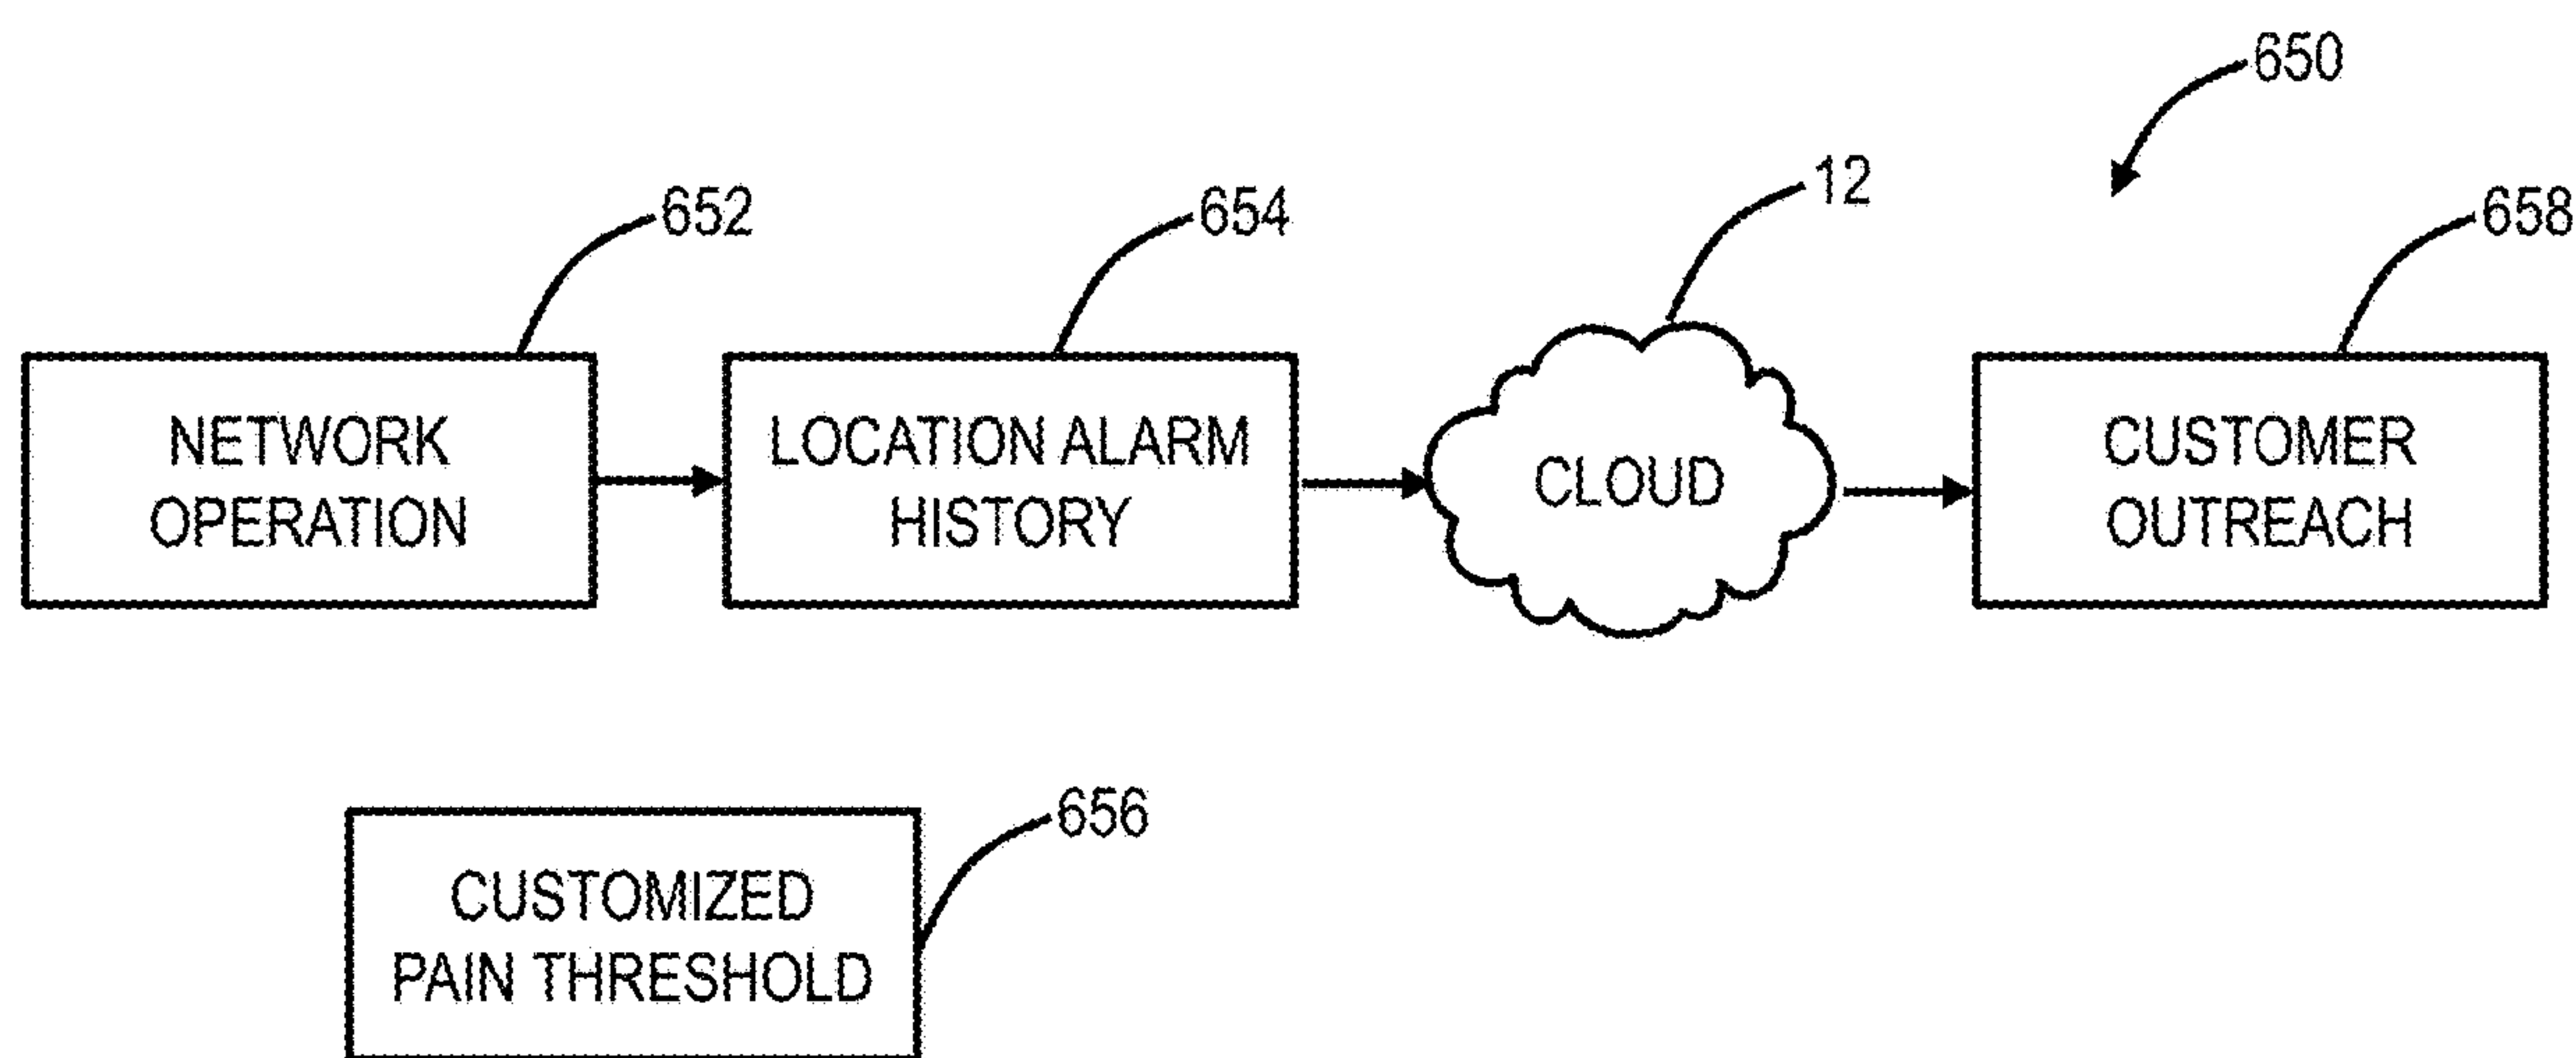 650
12
652
654
658
NETWORK
OPERATION
LOCATION ALARM
HISTORY
CLOUD
CUSTOMER
OUTREACH
656
CUSTOMIZED
PAIN THRESHOLD